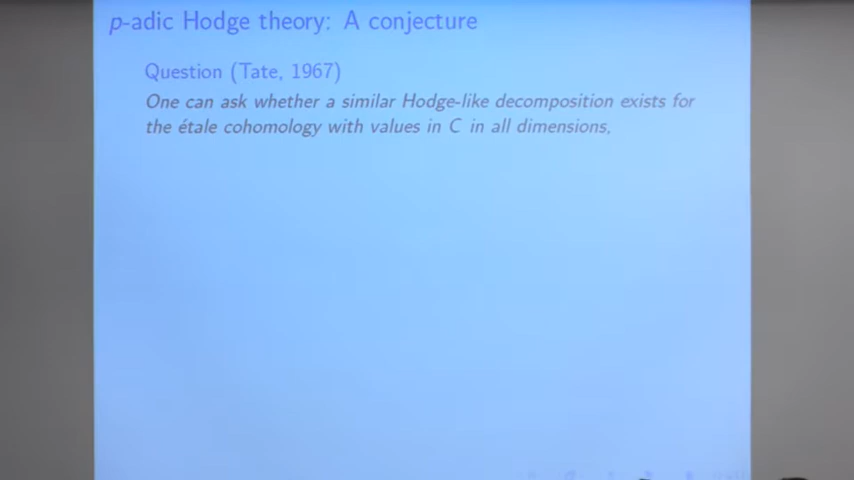 p-adic Hodge theory: A conjecture
Question (Tate, 1967)
One can ask whether a similar Hodge-like decomposition exists for
the étale cohomology with values in C in all dimensions,